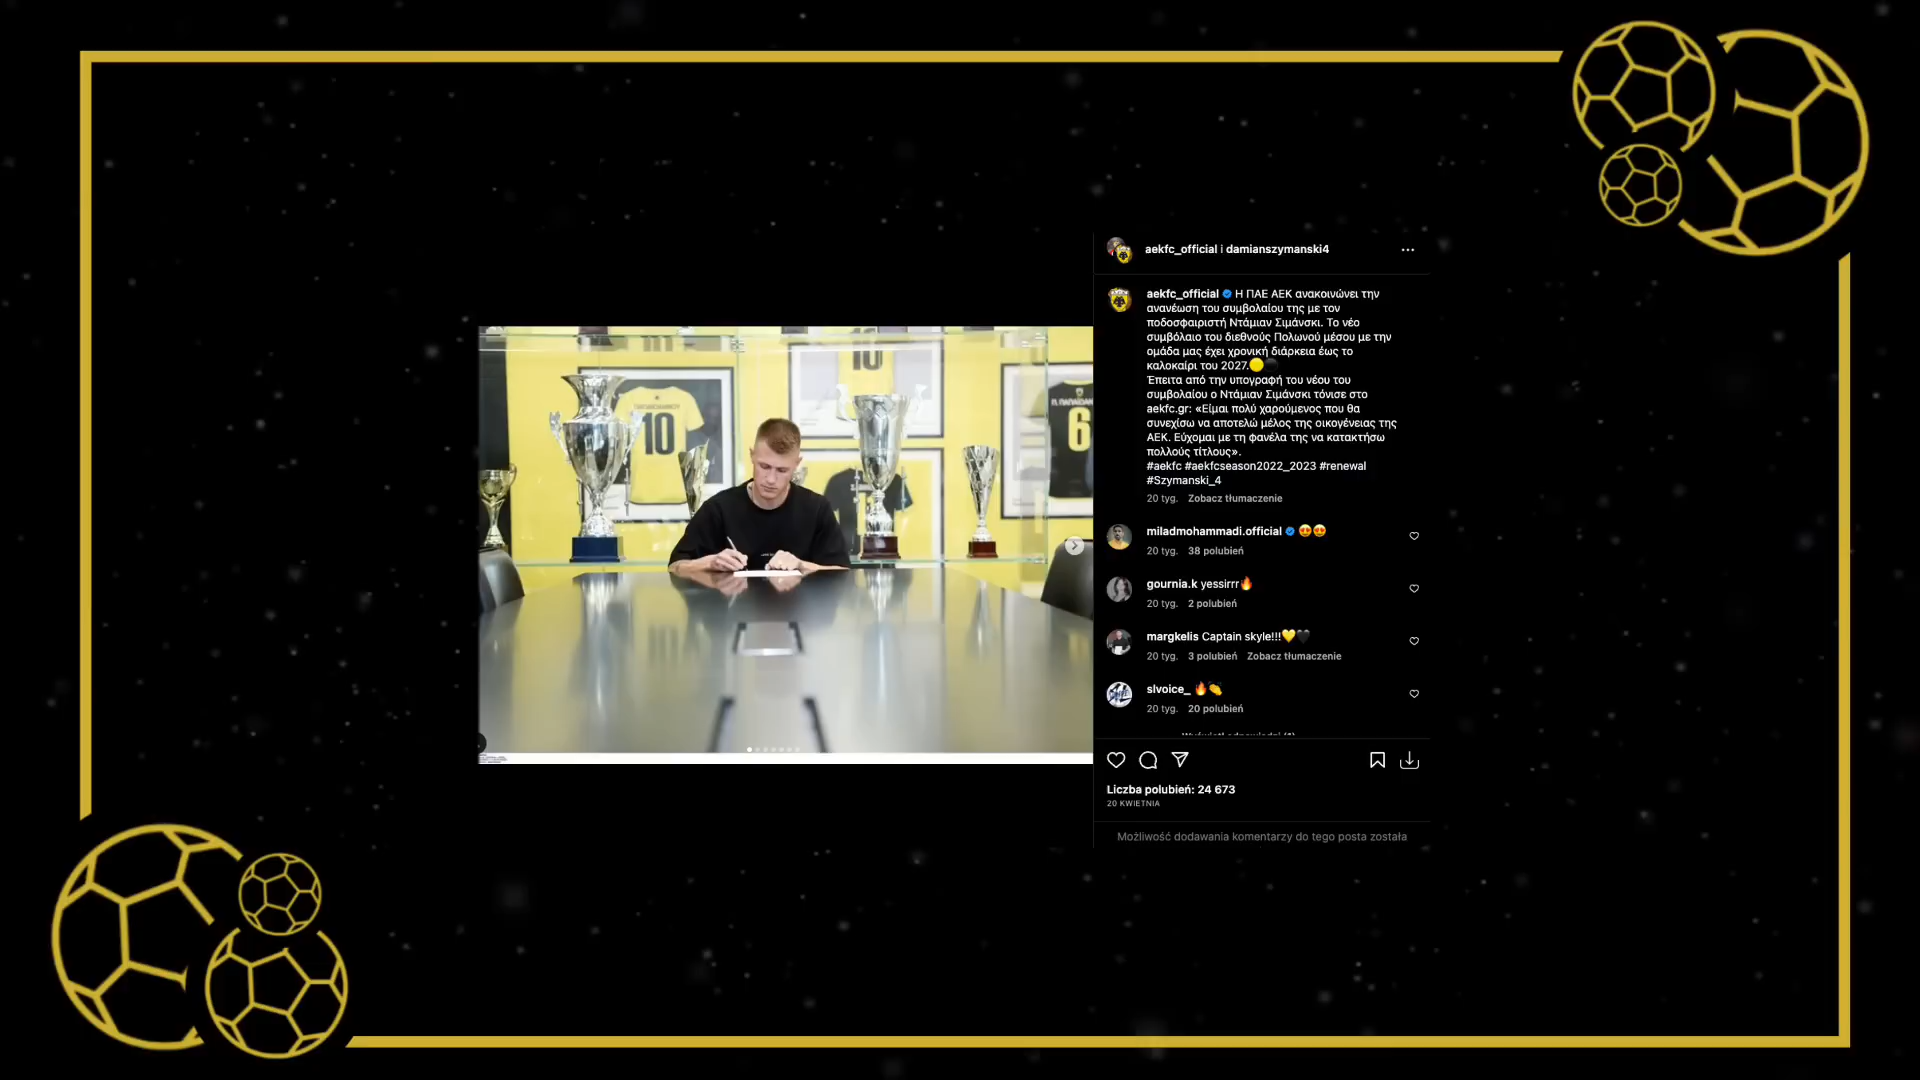 10
10
Π. ΠΑΠΑΪΩΑΝ
6
aekfc_official i damianszymanski4
aekfc_official Η ΠΑΕ ΑΕΚ ανακοινώνει την
ανανέωση του συμβολαίου της με τον
ποδοσφαιριστή Ντάμιαν Σιμάνσκι. Το νέο
συμβόλαιο του διεθνούς Πολωνού μέσου με την
ομάδα μας έχει χρονική διάρκεια έως το
καλοκαίρι του 2027.🟡⚫
Έπειτα από την υπογραφή του νέου του
συμβολαίου ο Ντάμιαν Σιμάνσκι τόνισε στο
aekfc.gr: «Είμαι πολύ χαρούμενος που θα
συνεχίσω να αποτελώ μέλος της οικογένειας της
ΑΕΚ. Εύχομαι με τη φανέλα της να κατακτήσω
πολλούς τίτλους».
#aekfc #aekfcseason2022_2023 #renewal
#Szymanski_4
20 tyg. Zobacz tłumaczenie
miladmohammadi.official 😍😍
20 tyg. 38 polubień
gournia.k yessirrr🔥
20 tyg. 2 polubień
margkelis Captain skyle!!!💛🖤
20 tyg. 3 polubień Zobacz tłumaczenie
slvoice_ 🔥👏
20 tyg. 20 polubień
Wyświetl odpowiedzi (1)
Liczba polubień: 24 673
20 KWIETNIA
Możliwość dodawania komentarzy do tego posta została